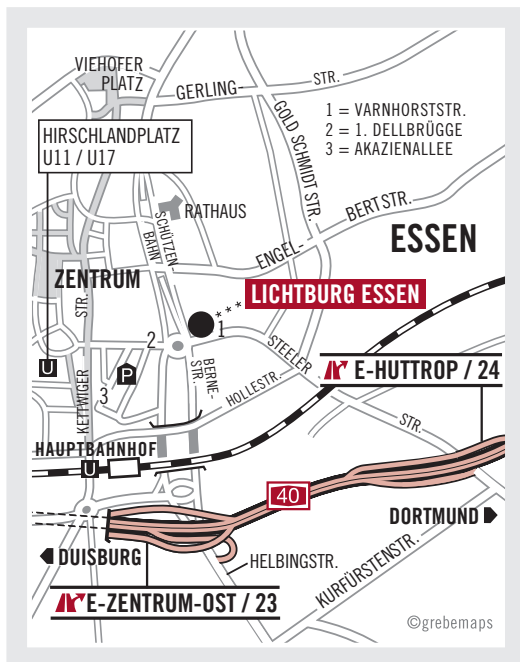 VIEHOFER
PLATZ
GERLING-
STR.
GOLD SCHMIDT STR.
1 = VARNHORSTSTR.
2 = 1. DELLBRÜGGE
3 = AKAZIENALLEE
HIRSCHLANDPLATZ
U11 / U17
RATHAUS
SCHÜTZEN-
BAHN
BERTSTR.
ENGEL-
ESSEN
ZENTRUM
LICHTBURG ESSEN
***
1
2
3
STR.
KETTWIGER
U
P
BERNE-
STR.
STEELER
STR.
HOLLESTR.
E-HUTTROP / 24
HAUPTBAHNHOF
U
40
DORTMUND
DUISBURG
HELBINGSTR.
KURFÜRSTENSTR.
E-ZENTRUM-OST / 23
©grebemaps